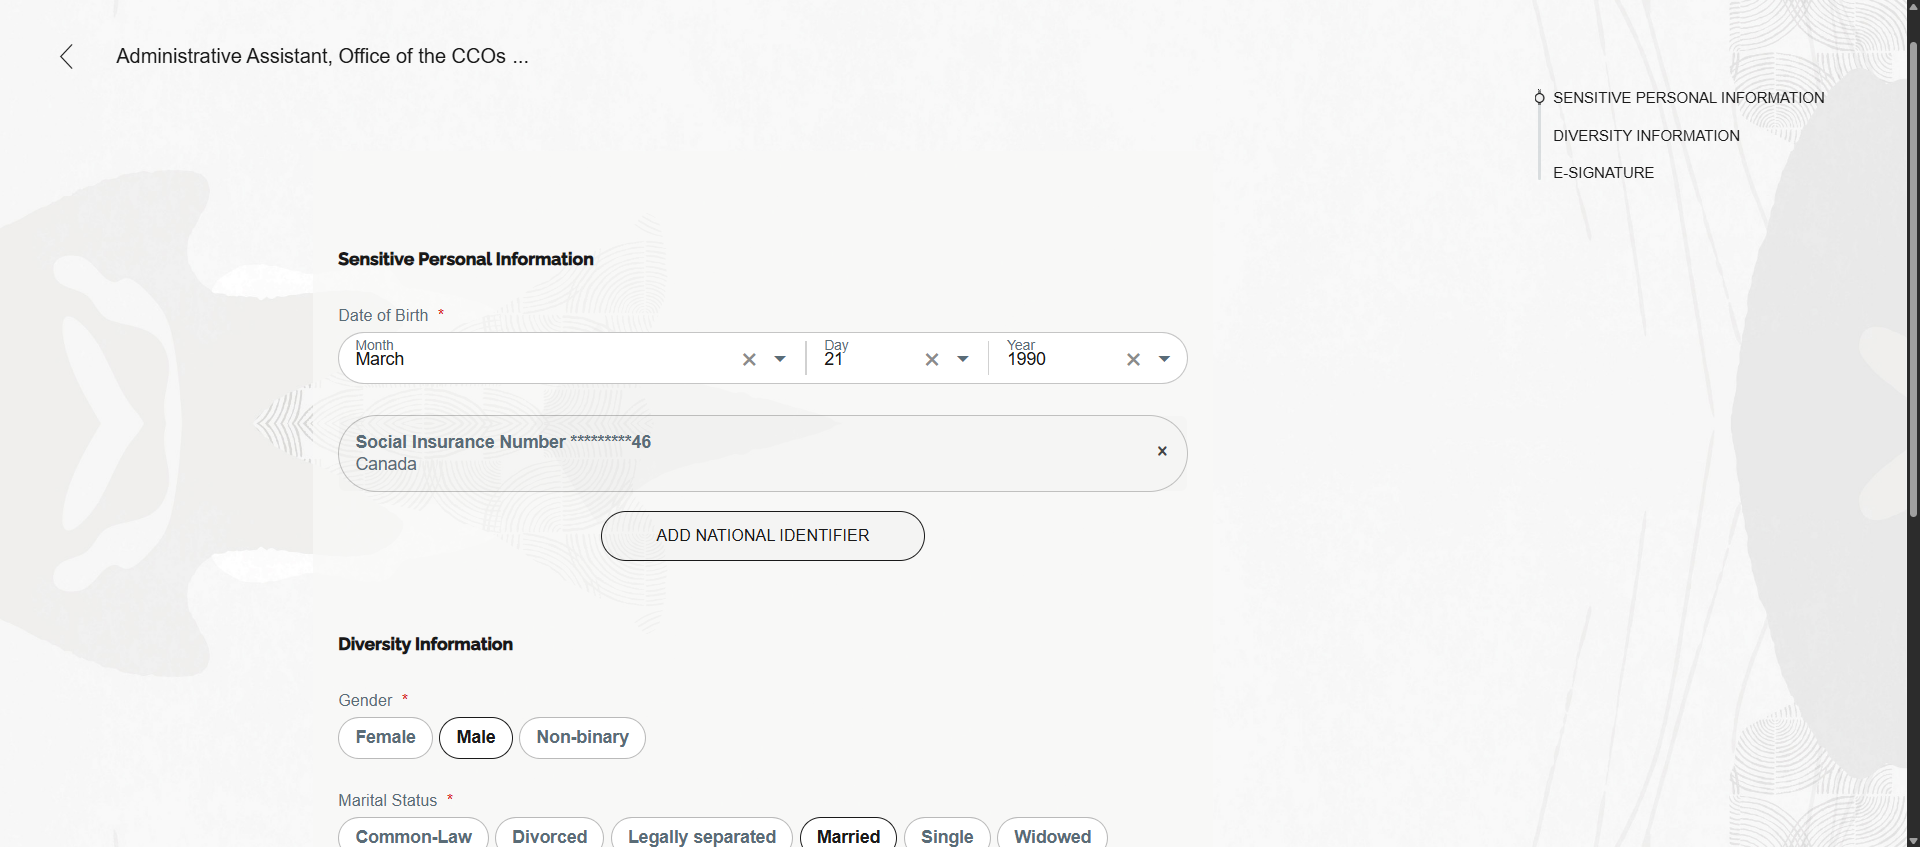 Administrative Assistant, Office of the CCOs ...
SENSITIVE PERSONAL INFORMATION
DIVERSITY INFORMATION
E-SIGNATURE
Sensitive Personal Information
Date of Birth *
Month
March
Day
21
Year
1990
Social Insurance Number *********46
Canada
ADD NATIONAL IDENTIFIER
Diversity Information
Gender *
Female Male Non-binary
Marital Status *
Common-Law Divorced Legally separated Married Single Widowed